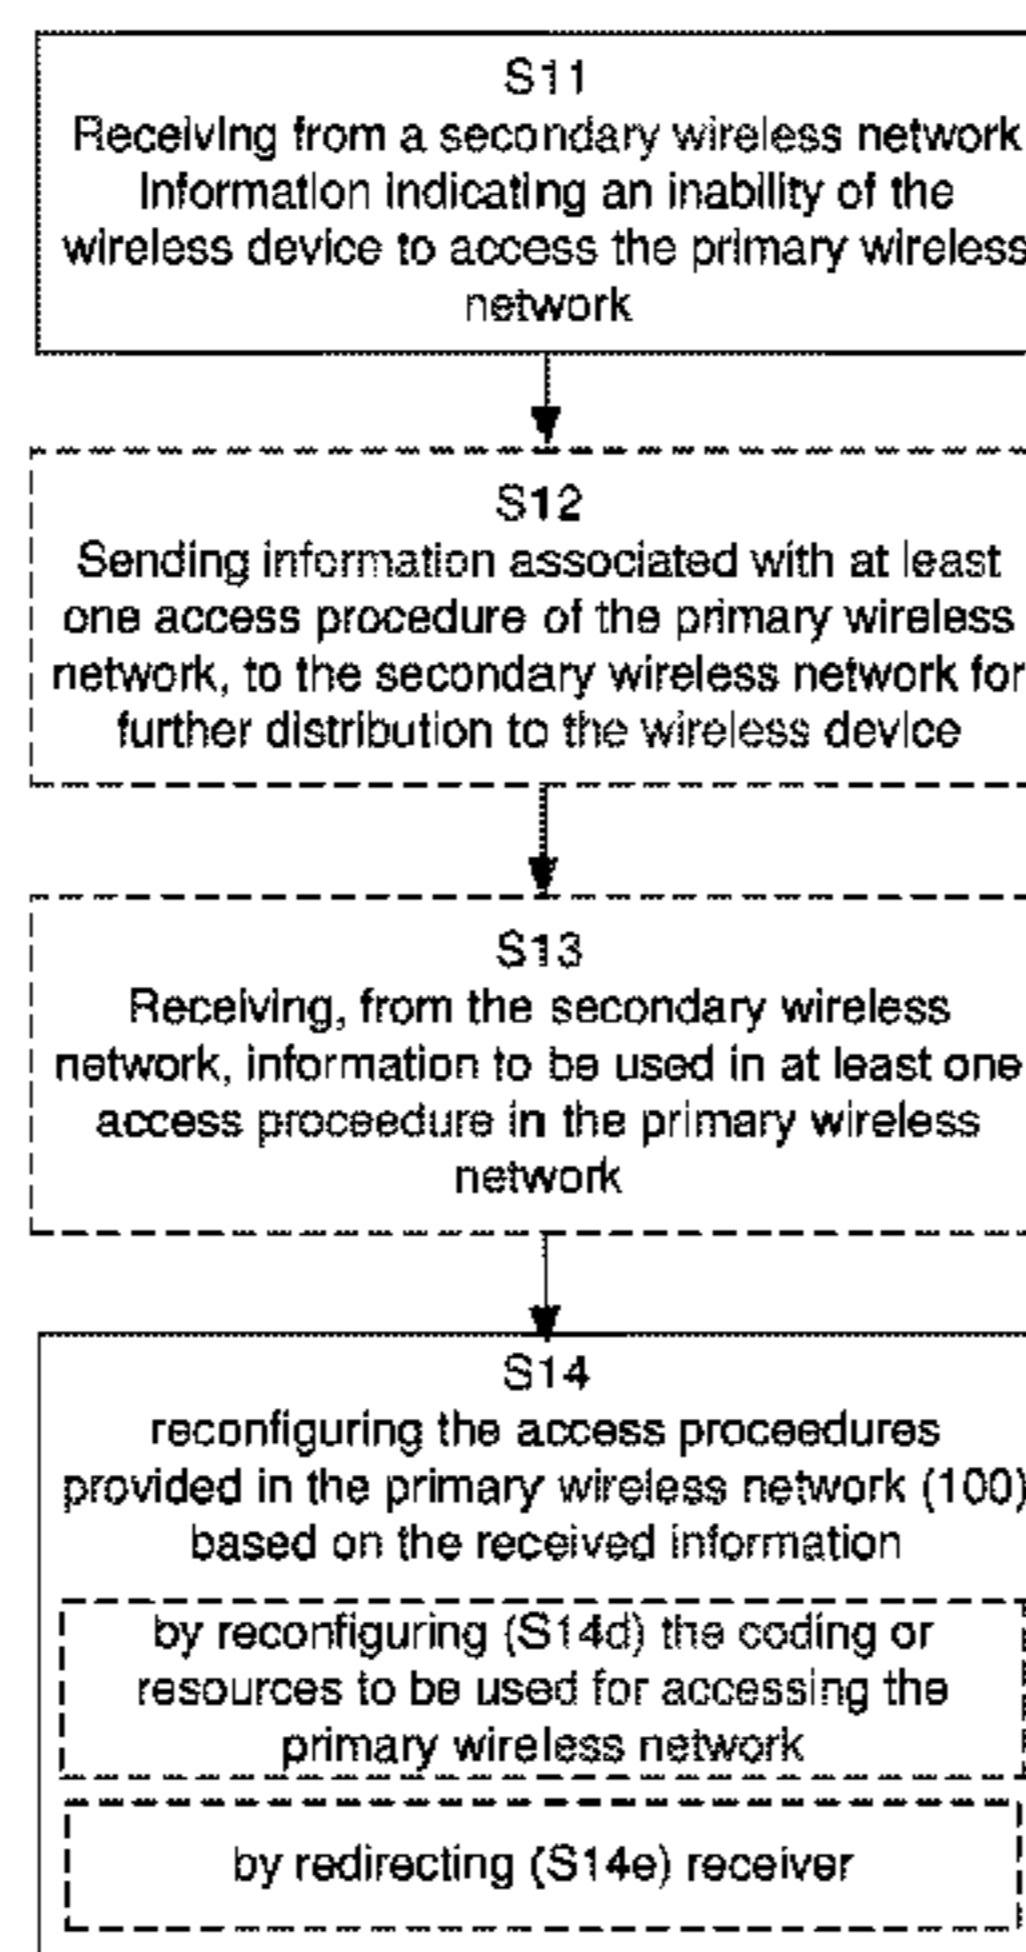 S11
Receiving from a secondary wireless network
Information indicating an inability of the
wireless device to access the primary wireless
network
S12
Sending information associated with at least
one access procedure of the primary wireless
network, to the secondary wireless network for
further distribution to the wireless device
S13
Receiving, from the secondary wireless
network, information to be used in at least one
access proceedure in the primary wireless
network
S14
reconfiguring the access proceedures
provided in the primary wireless network (100)
based on the received information
by reconfiguring (S14d) the coding or
resources to be used for accessing the
primary wireless network
by redirecting (S14e) receiver